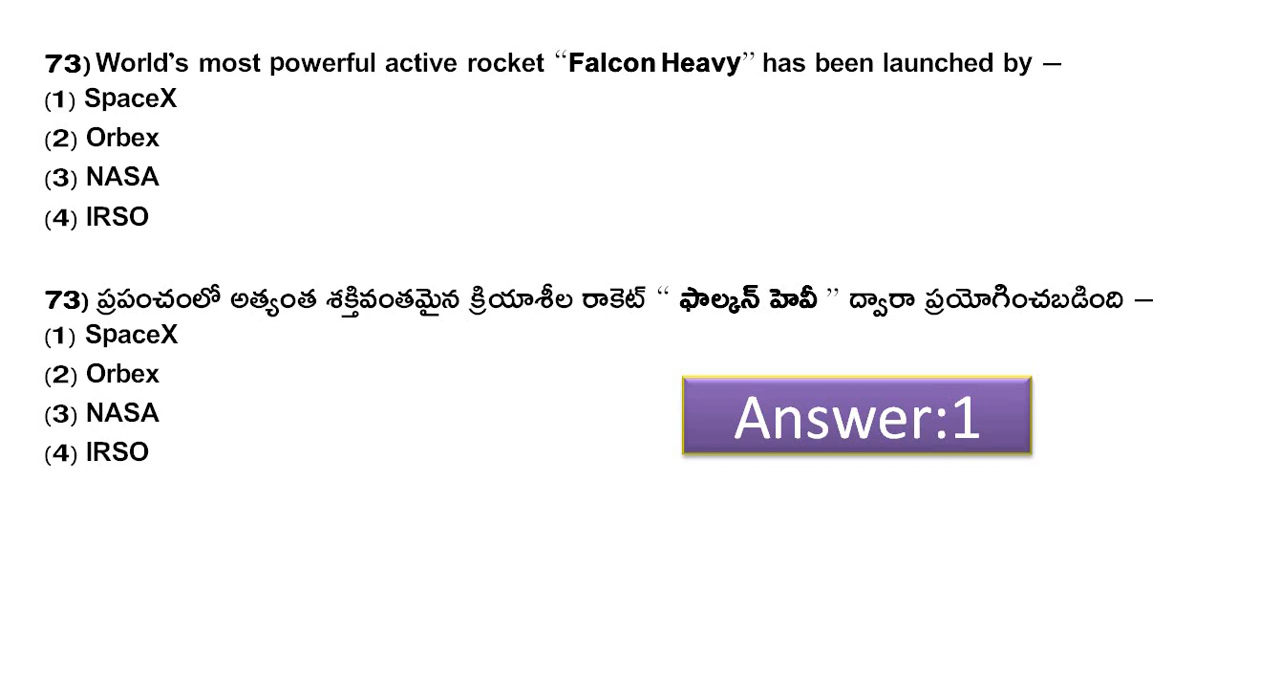 73) World’s most powerful active rocket “Falcon Heavy” has been launched by —
(1) SpaceX
(2) Orbex
(3) NASA
(4) IRSO
73) ప్రపంచంలో అత్యంత శక్తివంతమైన క్రియాశీల రాకెట్ “ ఫాల్కన్ హెవీ ” ద్వారా ప్రయోగించబడింది —
(1) SpaceX
(2) Orbex
(3) NASA
(4) IRSO
Answer:1